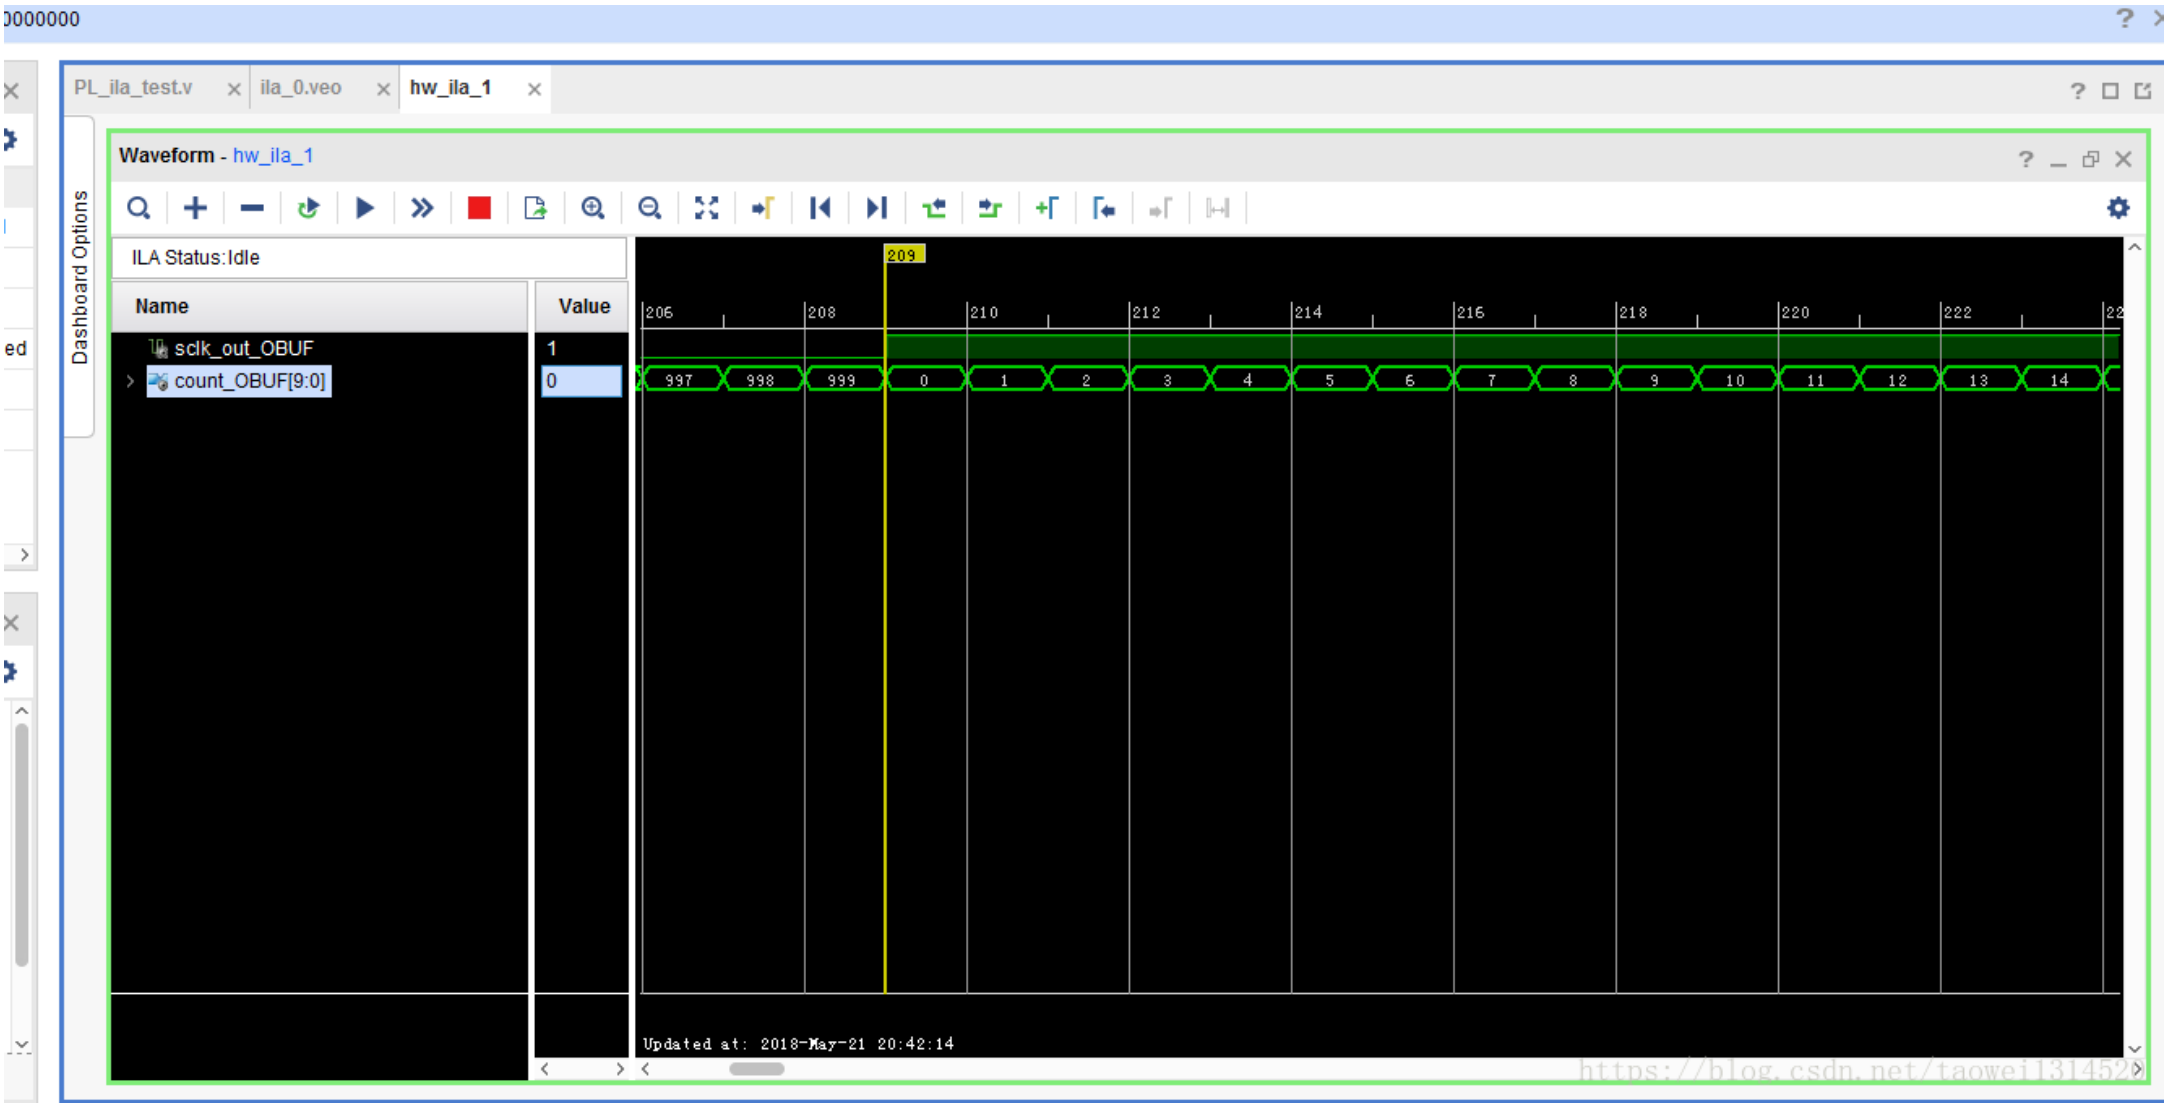 0000000
PL_ila_test.v ila_0.veo hw_ila_1
Waveform - hw_ila_1
Dashboard Options
ILA Status:Idle
209
Name Value
206 208 210 212 214 216 218 220 222 22
ed
sclk_out_OBUF 1
count_OBUF[9:0] 0
997 998 999 0 1 2 3 4 5 6 7 8 9 10 11 12 13 14
Updated at: 2018-May-21 20:42:14
https://blog.csdn.net/taowei1314520